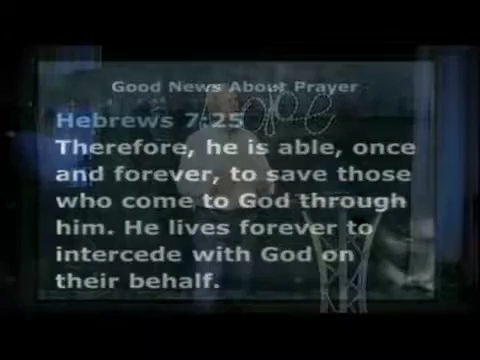 Good News About Prayer
Hebrews 7:25
Therefore, he is able, once
and forever, to save those
who come to God through
him. He lives forever to
intercede with God on
their behalf.